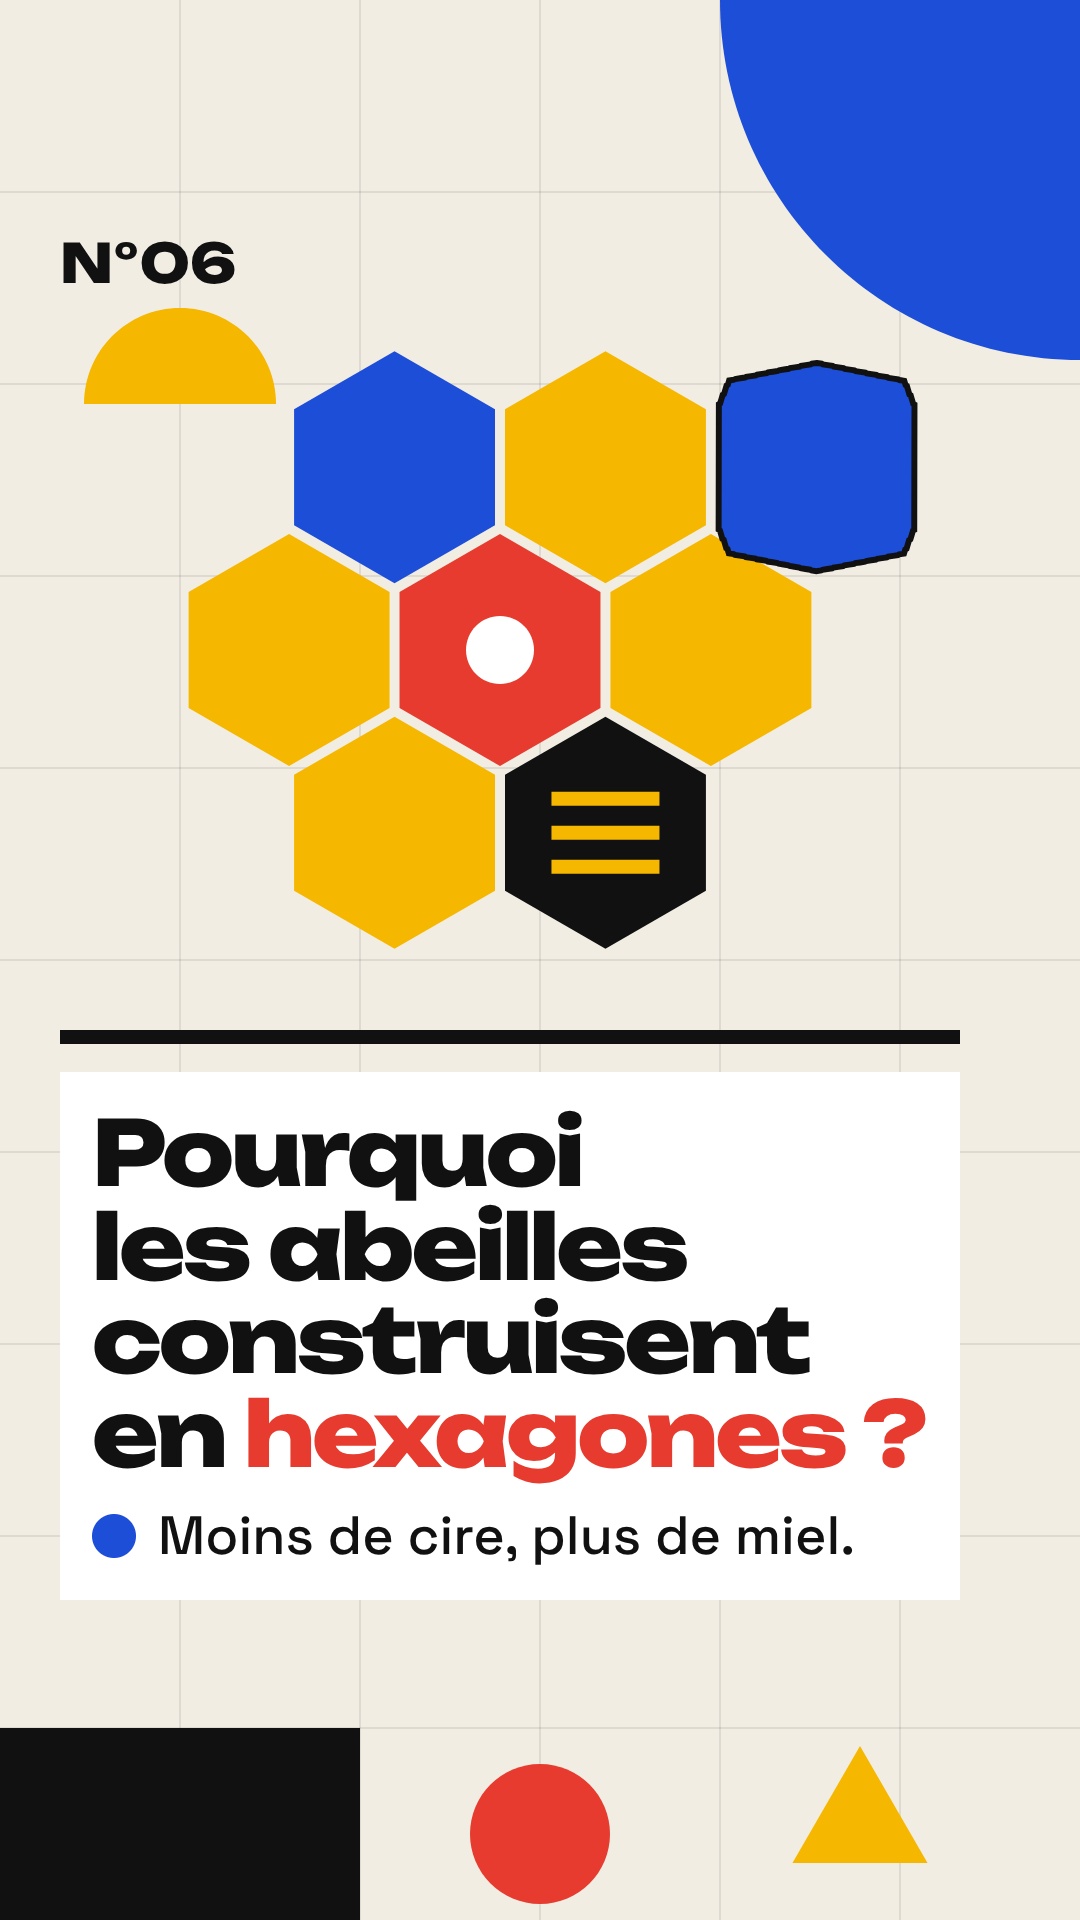 N°06
Pourquoi
les abeilles
construisent
en hexagones ?
Moins de cire, plus de miel.